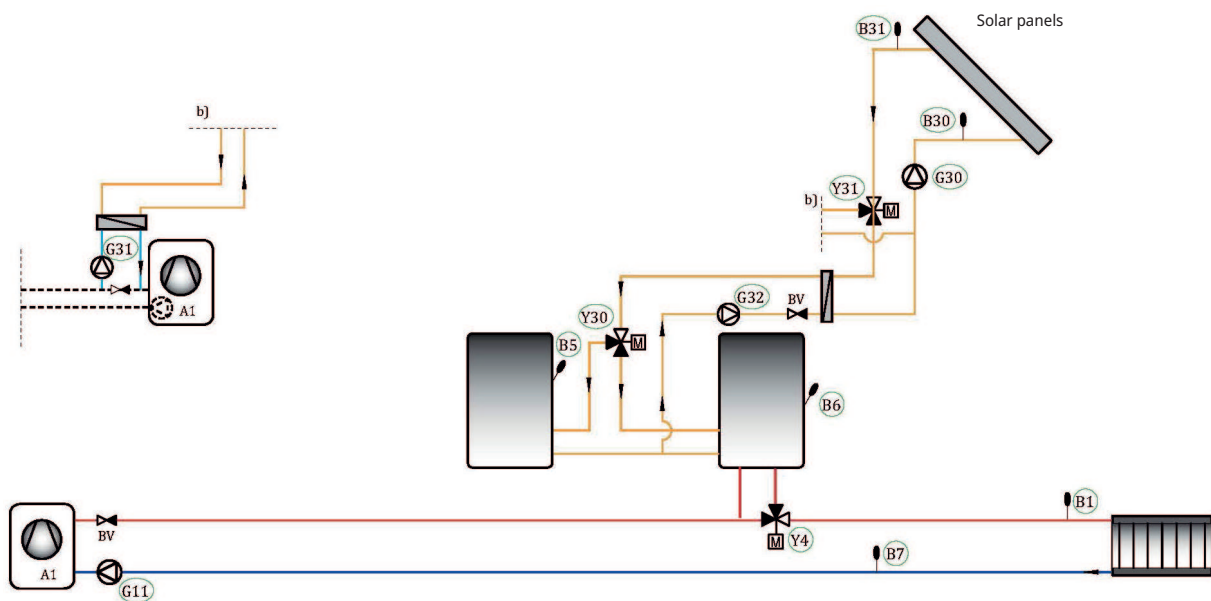 Solar panels
B31
b)
B30
G30
Y31
M
b)
G31
A1
G32
BV
Y30
M
B5
B6
B1
BV
Y4
M
B7
A1
G11